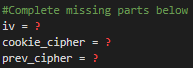 #Complete missing parts below
iv = ?
cookie_cipher = ?
prev_cipher = ?